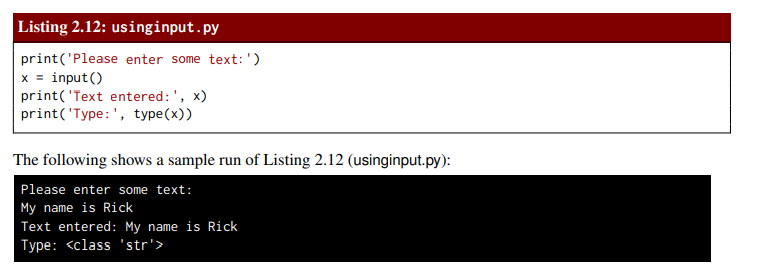 Listing 2.12: usinginput.py
print('Please enter some text:')
x = input()
print('Text entered:', x)
print('Type:', type(x))
The following shows a sample run of Listing 2.12 (usinginput.py):
Please enter some text:
My name is Rick
Text entered: My name is Rick
Type: <class 'str'>